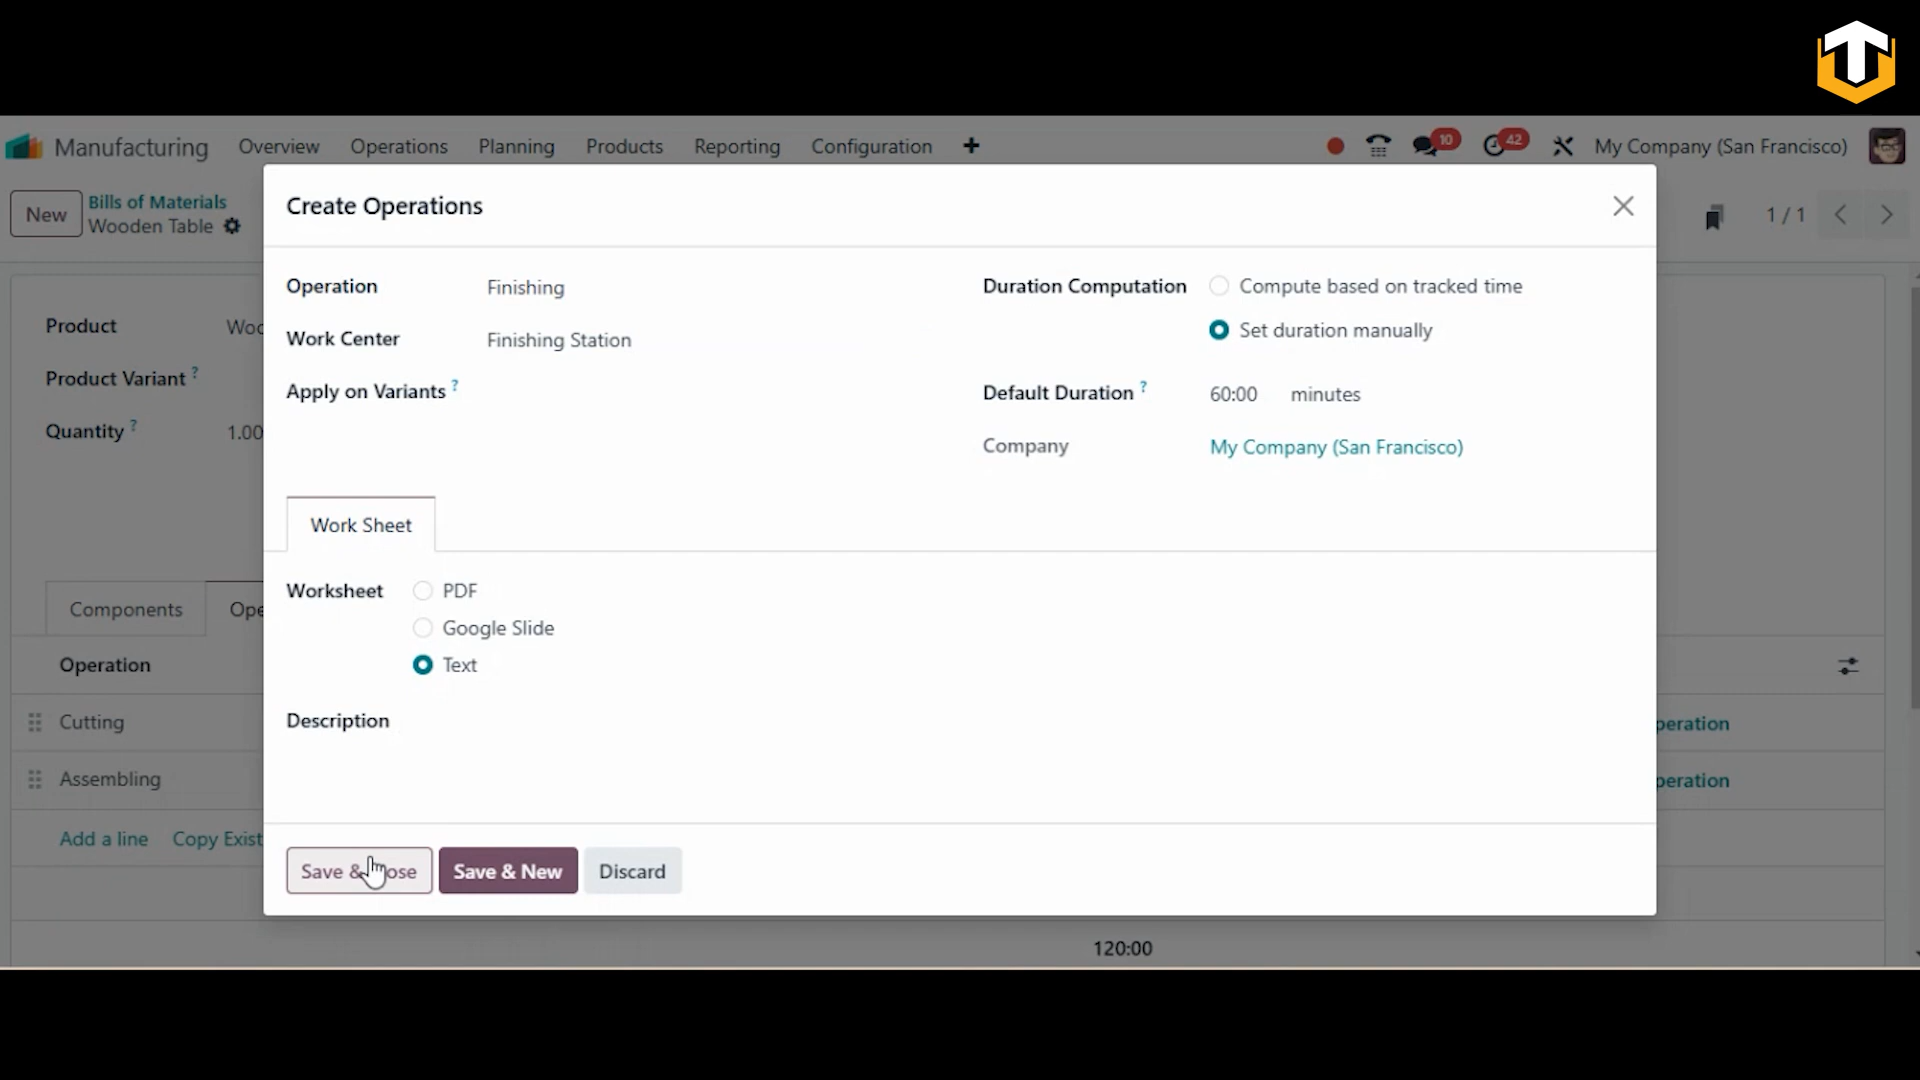 Manufacturing Overview Operations Planning Products Reporting Configuration 10 42 My Company (San Francisco)
New Bills of Materials
Wooden Table
1 / 1
Create Operations
Operation Finishing
Work Center Finishing Station
Apply on Variants ?
Duration Computation Compute based on tracked time
Set duration manually
Default Duration ? 60:00 minutes
Company My Company (San Francisco)
Product
Product Variant ?
Quantity ? 1.00
Work Sheet
Worksheet PDF
Google Slide
Text
Description
Components
Operation
Cutting
Assembling
Add a line Copy
Save & New Discard
120:00